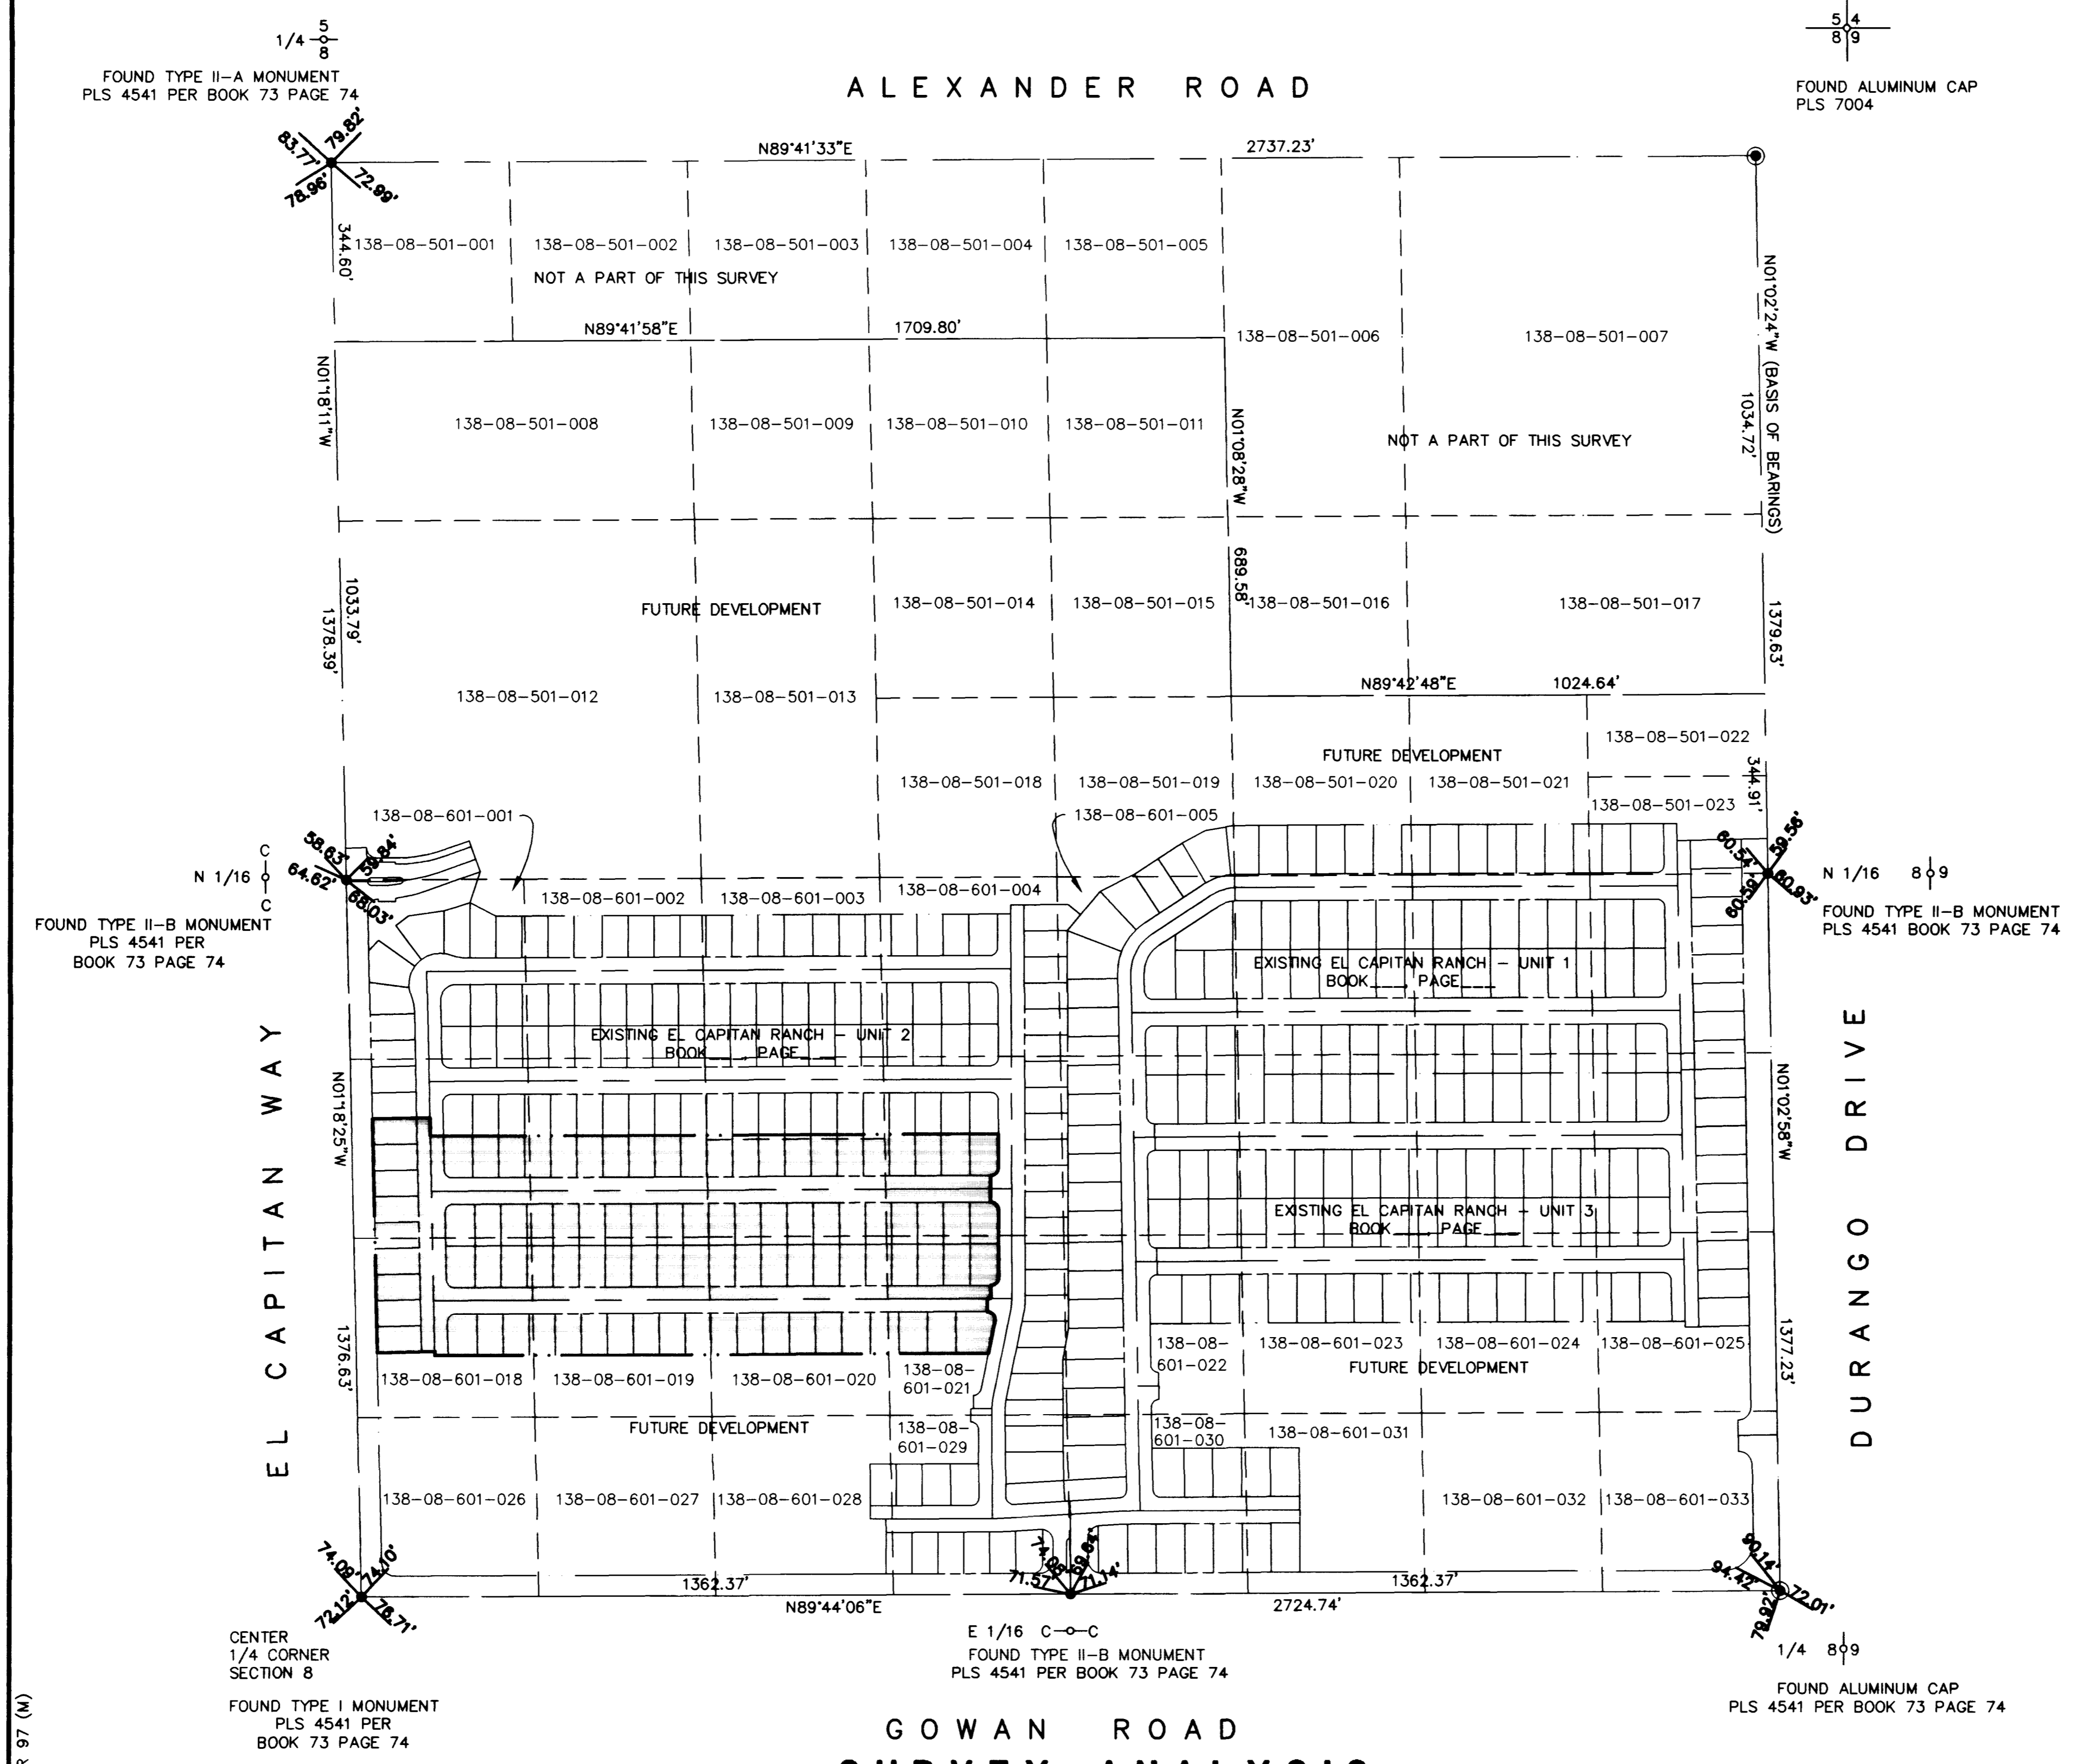 5
1/4
8
FOUND TYPE II-A MONUMENT
PLS 4541 PER BOOK 73 PAGE 74
ALEXANDER ROAD
5 4
8 9
FOUND ALUMINUM CAP
PLS 7004
83.77'
79.82'
78.96'
72.99'
N89°41'33"E
2737.23'
344.60'
138-08-501-001
138-08-501-002
138-08-501-003
138-08-501-004
138-08-501-005
NOT A PART OF THIS SURVEY
N89°41'58"E
1709.80'
138-08-501-006
138-08-501-007
N01°02'24"W (BASIS OF BEARINGS)
1034.72'
N01°18'11"W
138-08-501-008
138-08-501-009
138-08-501-010
138-08-501-011
N01°08'28"W
NOT A PART OF THIS SURVEY
1033.79'
1378.39'
FUTURE DEVELOPMENT
138-08-501-014
138-08-501-015
689.58'
138-08-501-016
138-08-501-017
1379.63'
138-08-501-012
138-08-501-013
N89°42'48"E
1024.64'
138-08-501-022
FUTURE DEVELOPMENT
138-08-501-018
138-08-501-019
138-08-501-020
138-08-501-021
344.91'
138-08-501-023
138-08-601-001
138-08-601-005
58.63'
59.84'
64.62'
68.03'
C
N 1/16
C
FOUND TYPE II-B MONUMENT
PLS 4541 PER
BOOK 73 PAGE 74
138-08-601-002
138-08-601-003
138-08-601-004
60.54'
59.56'
60.59'
60.93'
N 1/16 8 9
FOUND TYPE II-B MONUMENT
PLS 4541 BOOK 73 PAGE 74
EXISTING EL CAPITAN RANCH - UNIT 1
BOOK___, PAGE___
EXISTING EL CAPITAN RANCH - UNIT 2
BOOK___, PAGE___
EL CAPITAN WAY
N01°18'25"W
1376.63'
N01°02'58"W
DURANGO DRIVE
EXISTING EL CAPITAN RANCH - UNIT 3
BOOK___, PAGE___
1377.23'
138-08-
601-022
138-08-601-023
138-08-601-024
138-08-601-025
FUTURE DEVELOPMENT
138-08-601-018
138-08-601-019
138-08-601-020
138-08-
601-021
FUTURE DEVELOPMENT
138-08-
601-029
138-08-
601-030
138-08-601-031
138-08-601-026
138-08-601-027
138-08-601-028
138-08-601-032
138-08-601-033
74.09'
74.10'
72.12'
76.71'
1362.37'
N89°44'06"E
71.57'
71.14'
1362.37'
2724.74'
90.14'
94.42'
72.01'
79.92'
CENTER
1/4 CORNER
SECTION 8
FOUND TYPE I MONUMENT
PLS 4541 PER
BOOK 73 PAGE 74
E 1/16 C C
FOUND TYPE II-B MONUMENT
PLS 4541 PER BOOK 73 PAGE 74
1/4 8 9
FOUND ALUMINUM CAP
PLS 4541 PER BOOK 73 PAGE 74
GOWAN ROAD
R 97 (M)